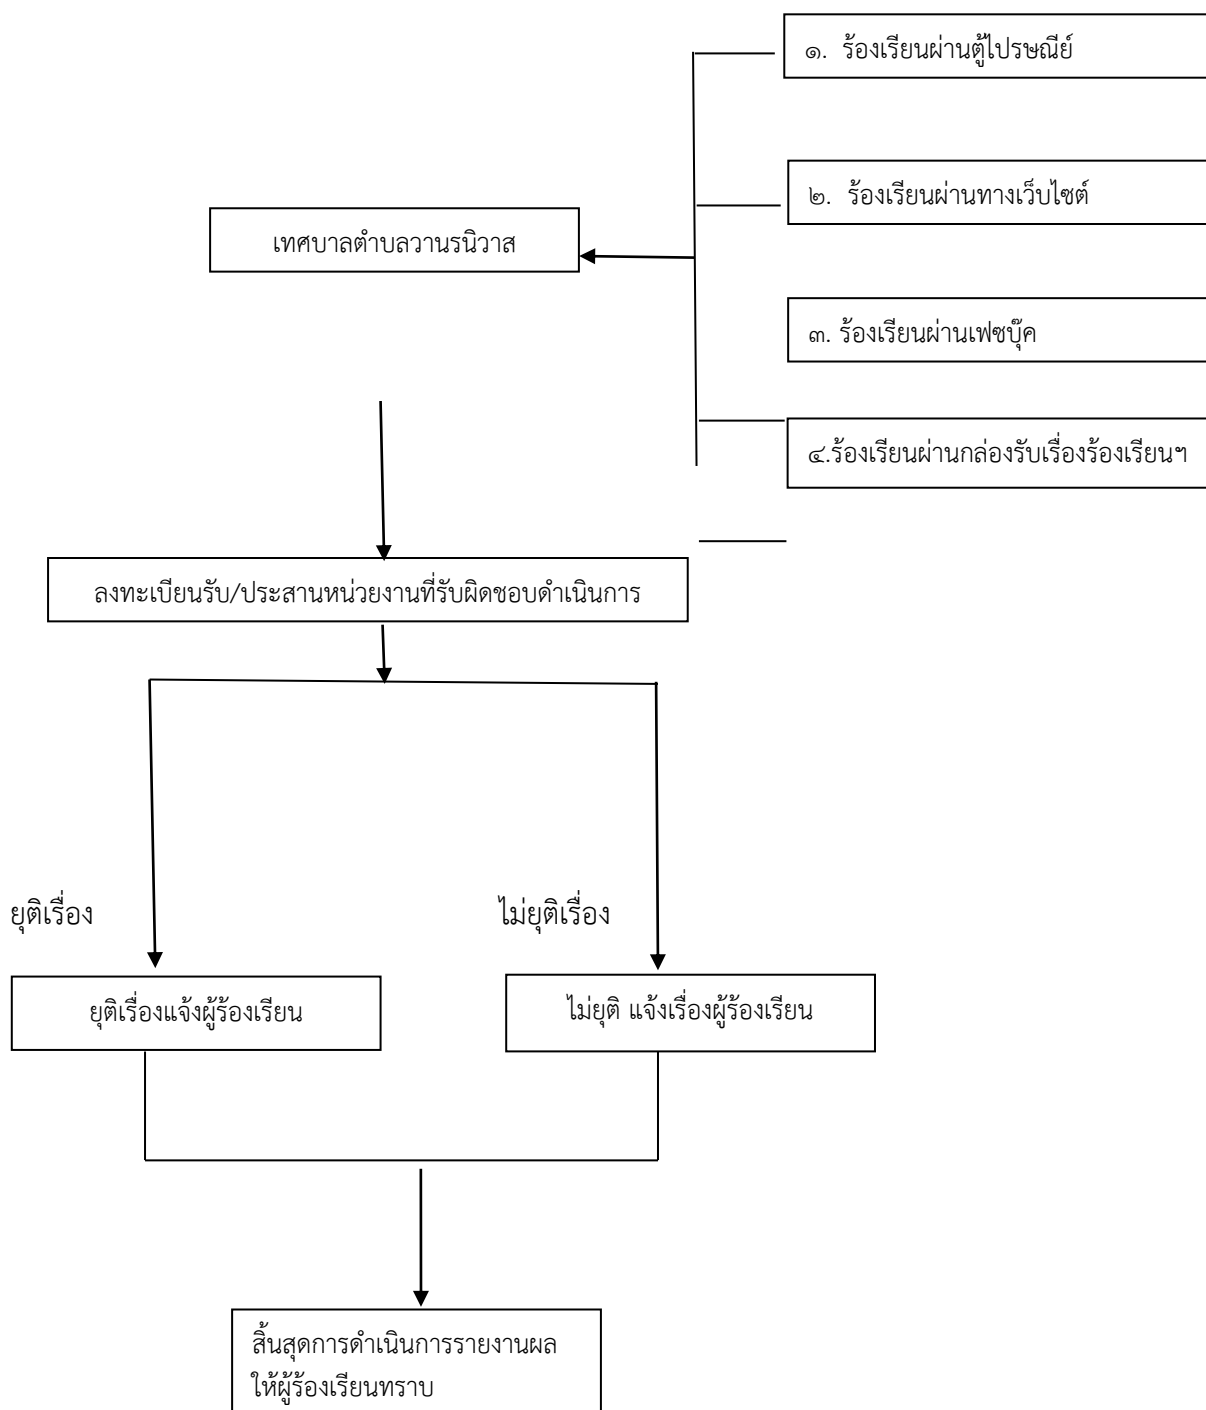 ๑. ร้องเรียนผ่านตู้ไปรษณีย์
๒. ร้องเรียนผ่านทางเว็บไซต์
เทศบาลตำบลวานรนิวาส
๓. ร้องเรียนผ่านเฟซบุ๊ค
๔.ร้องเรียนผ่านกล่องรับเรื่องร้องเรียนฯ
ลงทะเบียนรับ/ประสานหน่วยงานที่รับผิดชอบดำเนินการ
ยุติเรื่อง
ไม่ยุติเรื่อง
ยุติเรื่องแจ้งผู้ร้องเรียน
ไม่ยุติ แจ้งเรื่องผู้ร้องเรียน
สิ้นสุดการดำเนินการรายงานผล
ให้ผู้ร้องเรียนทราบ